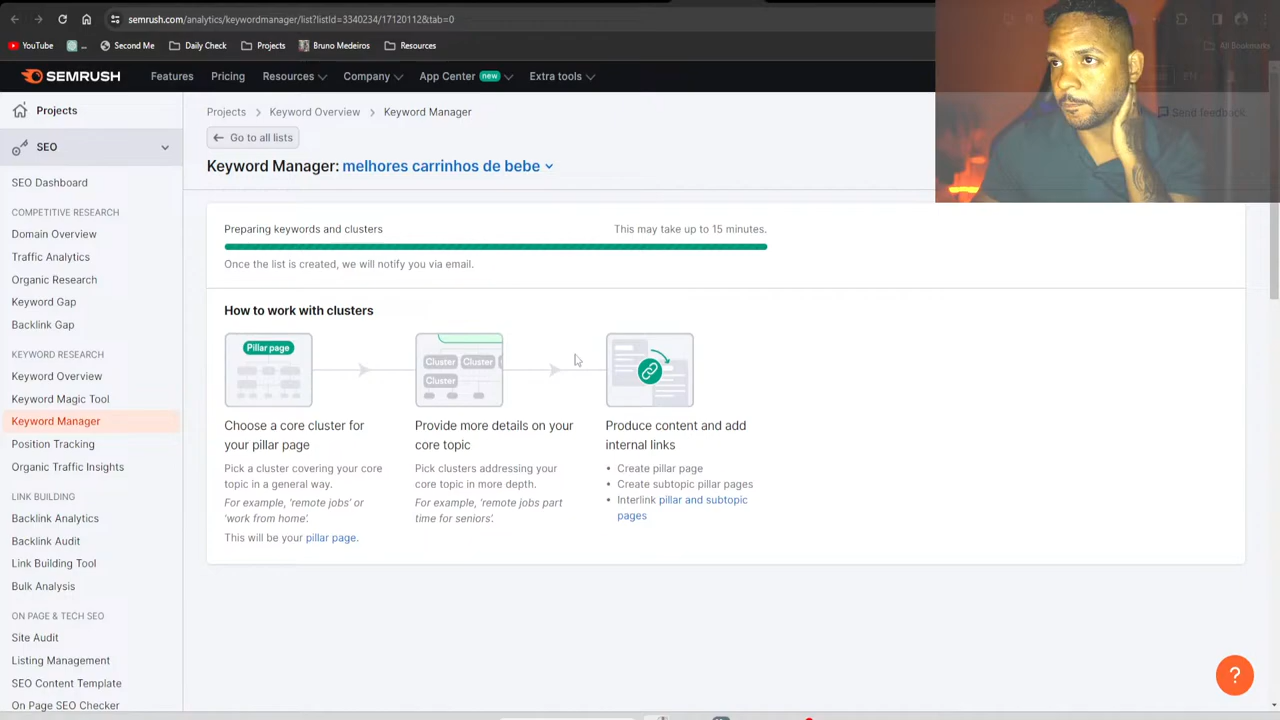 semrush.com/analytics/keywordmanager/list?listId=3340234/17120112&tab=0
YouTube
Second Me
Daily Check
Projects
Bruno Medeiros
Resources
All Bookmarks
SEMRUSH
Features
Pricing
Resources
Company
App Center
new
Extra tools
Projects
SEO
SEO Dashboard
COMPETITIVE RESEARCH
Domain Overview
Traffic Analytics
Organic Research
Keyword Gap
Backlink Gap
KEYWORD RESEARCH
Keyword Overview
Keyword Magic Tool
Keyword Manager
Position Tracking
Organic Traffic Insights
LINK BUILDING
Backlink Analytics
Backlink Audit
Link Building Tool
Bulk Analysis
ON PAGE & TECH SEO
Site Audit
Listing Management
SEO Content Template
On Page SEO Checker
Projects > Keyword Overview > Keyword Manager
Send feedback
← Go to all lists
Keyword Manager: melhores carrinhos de bebe
Preparing keywords and clusters
This may take up to 15 minutes.
Once the list is created, we will notify you via email.
How to work with clusters
Pillar page
Cluster
Cluster
Cluster
Choose a core cluster for
your pillar page
Pick a cluster covering your core
topic in a general way.
For example, 'remote jobs' or
'work from home'.
This will be your pillar page.
Provide more details on your
core topic
Pick clusters addressing your
core topic in more depth.
For example, 'remote jobs part
time for seniors'.
Produce content and add
internal links
• Create pillar page
• Create subtopic pillar pages
• Interlink pillar and subtopic
pages
?